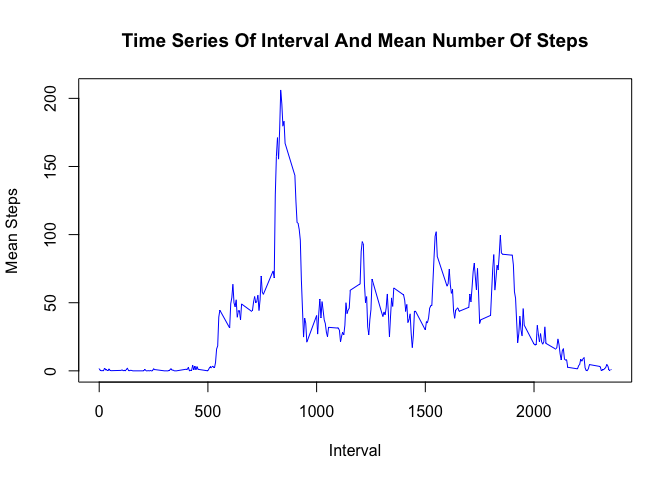 Time Series Of Interval And Mean Number Of Steps
Mean Steps
200
150
100
50
0
0 500 1000 1500 2000
Interval